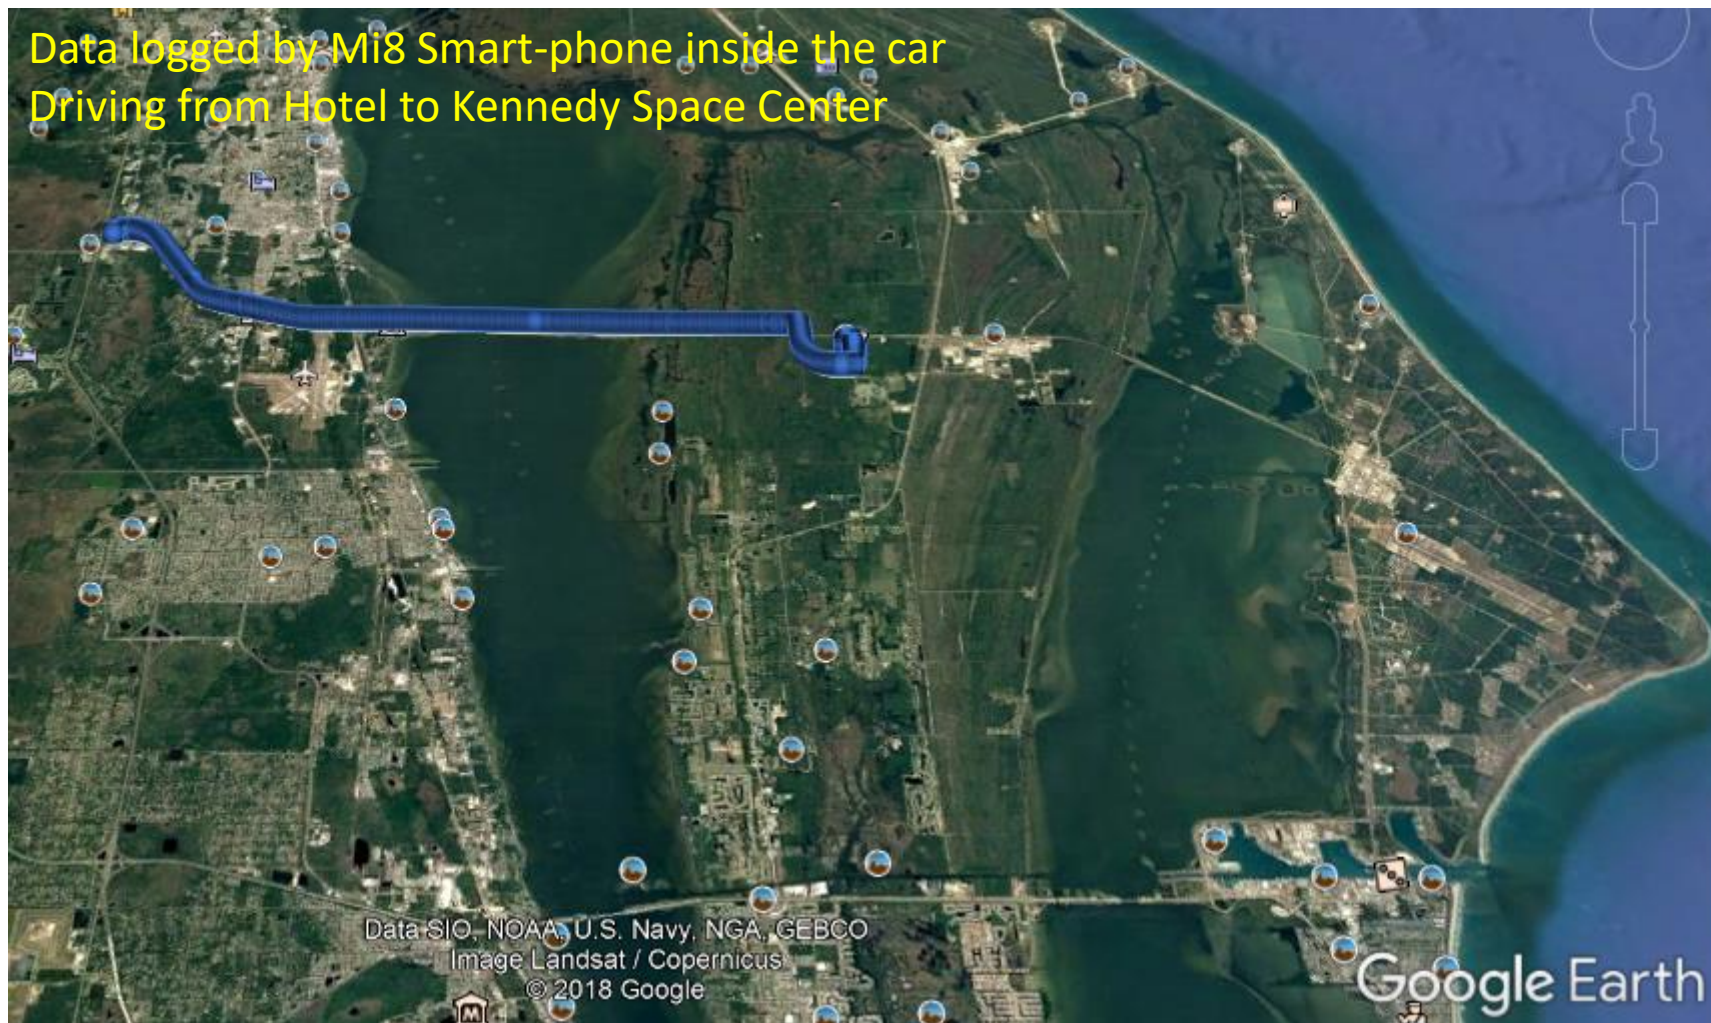 Data logged by Mi8 Smart-phone inside the car
Driving from Hotel to Kennedy Space Center
Data SIO, NOAA, U.S. Navy, NGA, GEBCO
Image Landsat / Copernicus
© 2018 Google
Google Earth